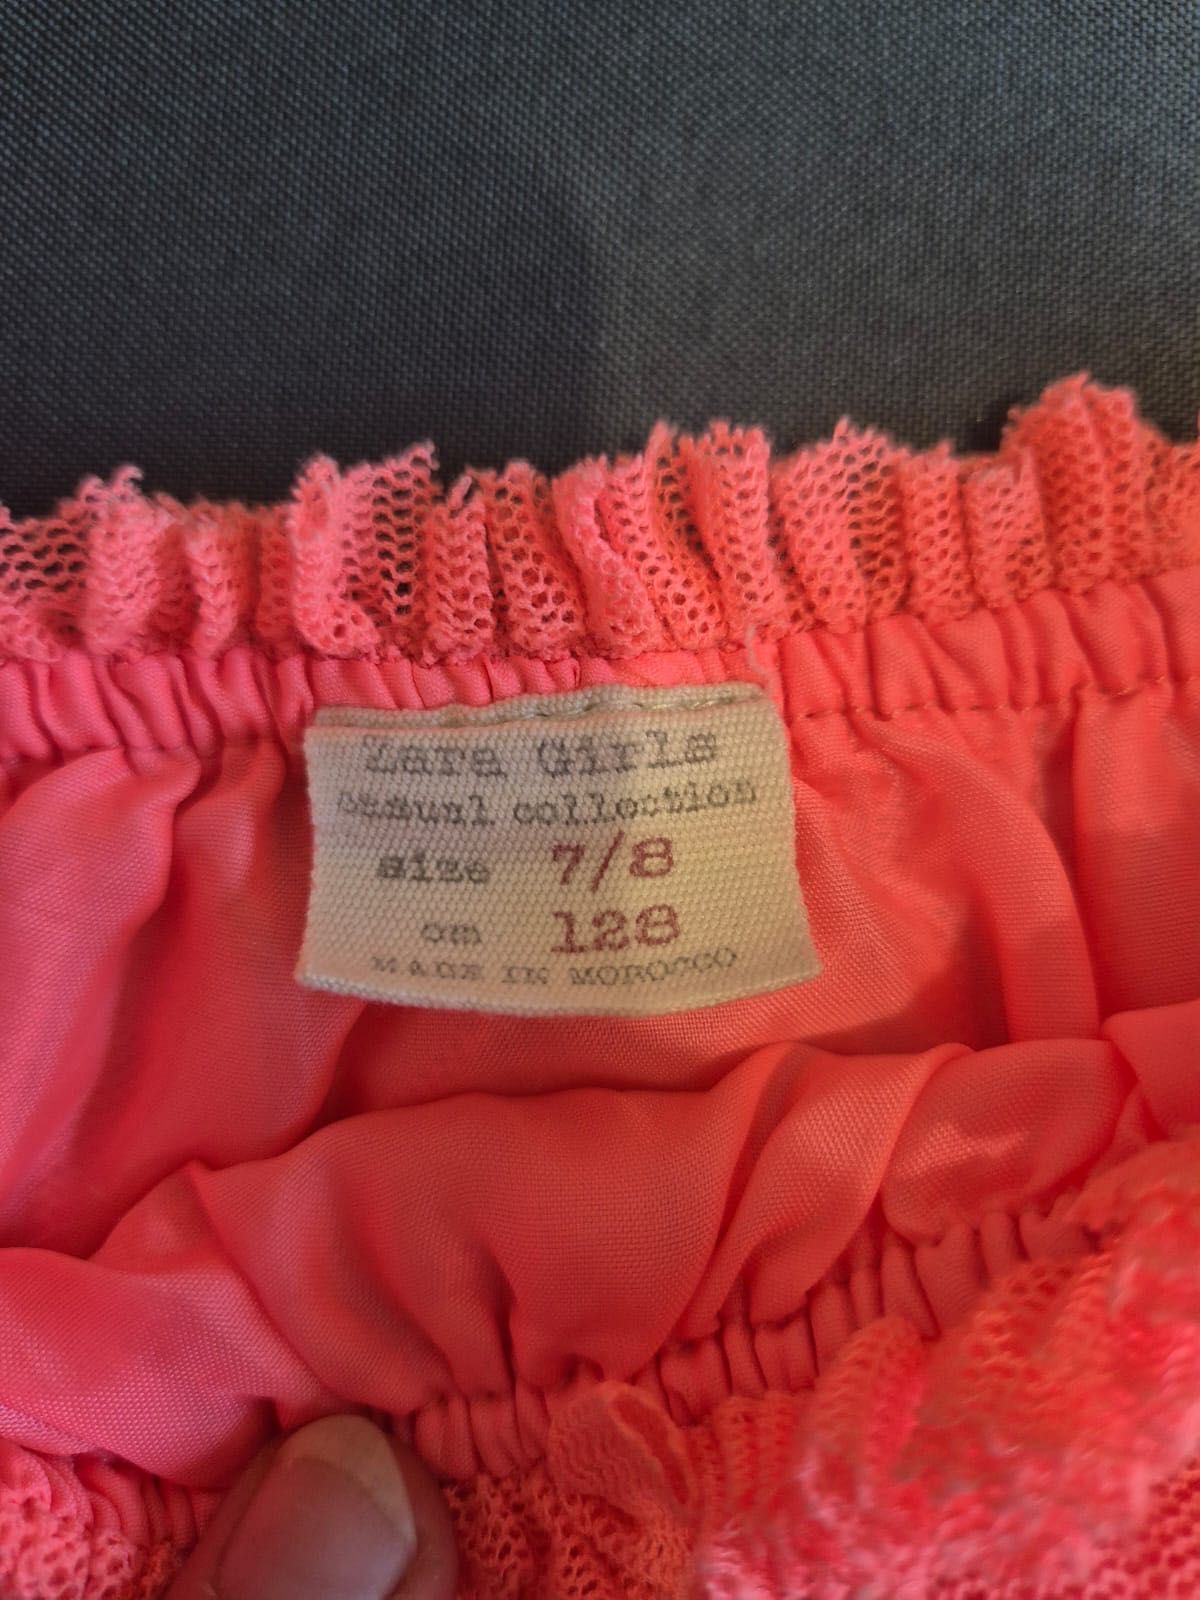 Zara Girls
casual collection
size 7/8
cm 128
MADE IN MOROCCO